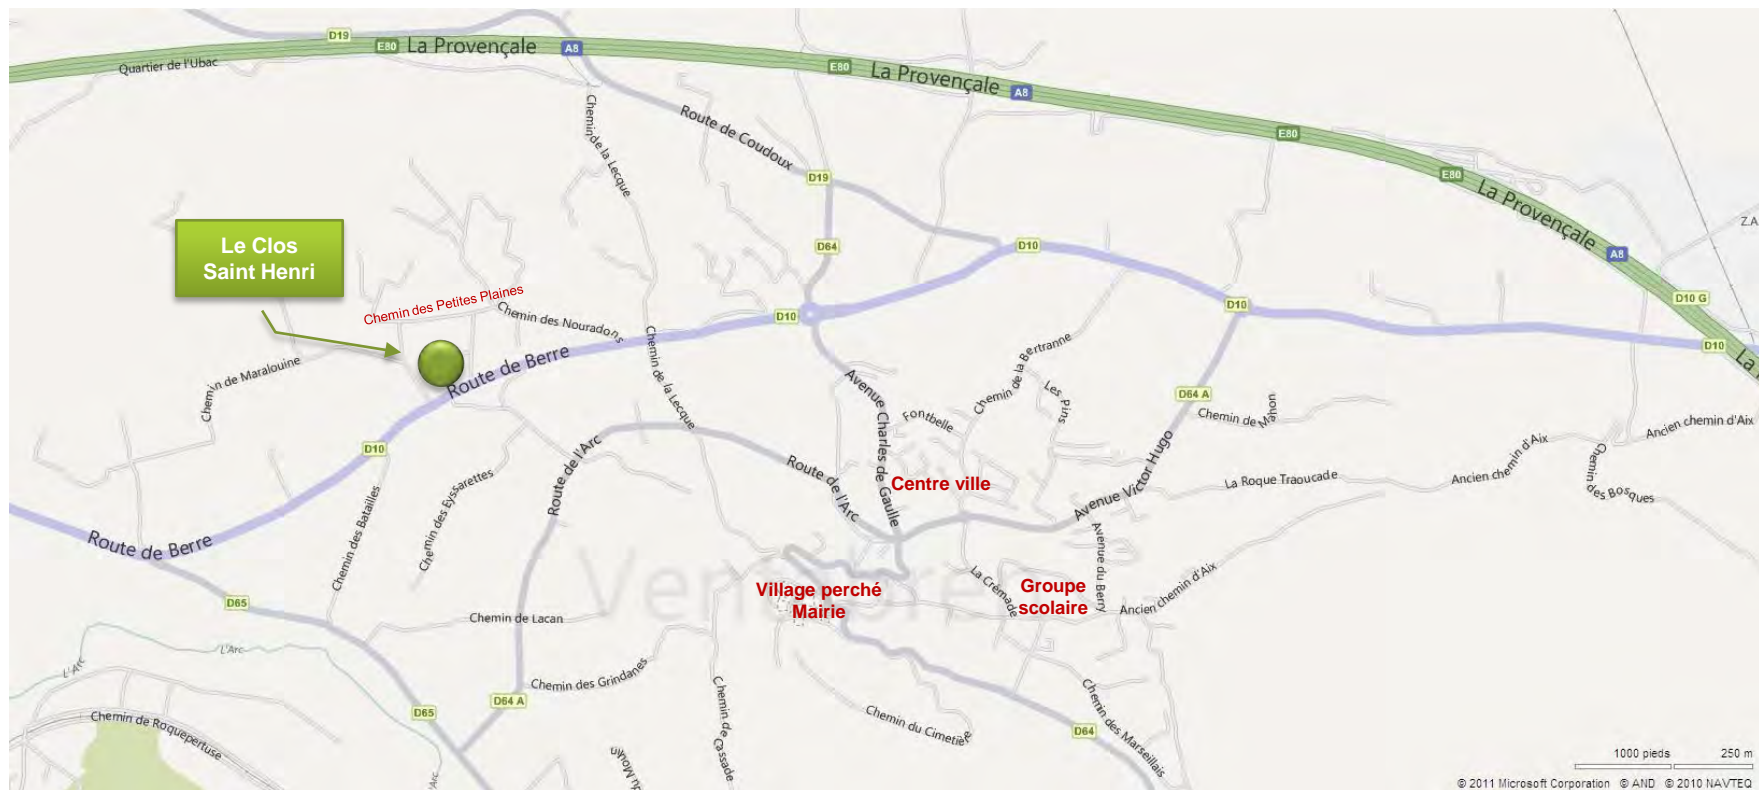 D19
E80
La Provençale
A8
Quartier de l'Ubac
E80
La Provençale
A8
Chemin de la Lecque
Route de Coudoux
E80
D19
E80
La Provençale
Z.A
Le Clos
Saint Henri
D64
D10
A8
Chemin des Petites Plaines
D10 G
Chemin des Nouradons
D10
D10
D10
La
Chemin de la Lecque
Route de Berre
Chemin de Maralouine
Chemin de la Bertranne
Avenue Charles de Gaulle
Les Pins
D64 A
Fontbelle
Chemin de Mahon
Ancien chemin d'Aix
D10
Route de l'Arc
Route de l'Arc
Centre ville
Avenue Victor Hugo
La Roque Traoucade
Ancien chemin d'Aix
Chemin des Bosques
Chemin des Eyssarettes
Chemin des Batailles
Route de Berre
Avenue du Berry
La Crémade
Groupe
scolaire
Ancien chemin d'Aix
Village perché
Mairie
D65
Chemin de Lacan
L'Arc
L'Arc
Chemin des Grindanes
D64 A
D65
Chemin de Cassade
Chemin du Cimetière
Chemin des Marseillais
D64
Chemin de Roquepertuse
du Moulin
L'Arc
1000 pieds
250 m
© 2011 Microsoft Corporation © AND © 2010 NAVTEQ